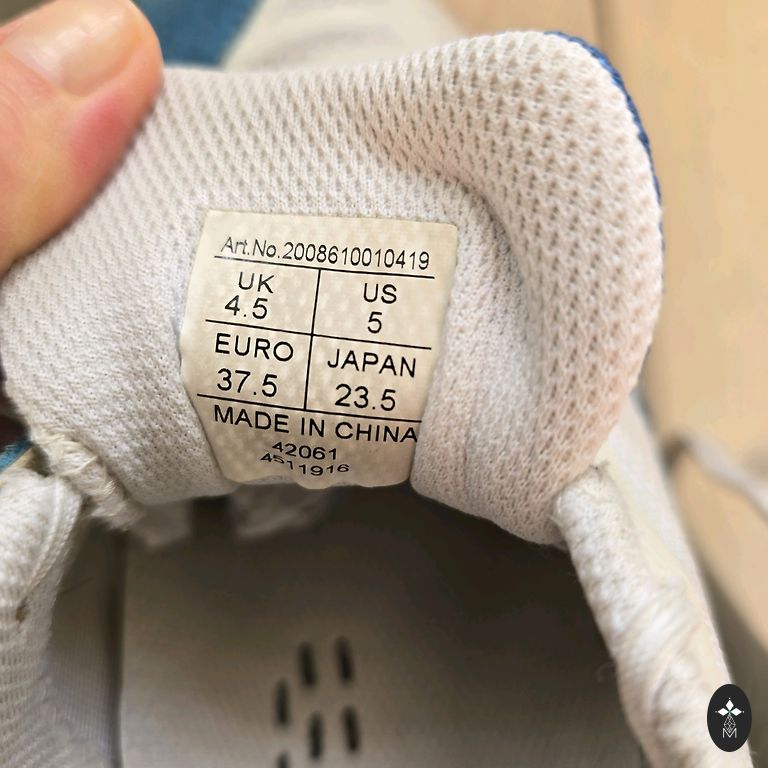 Art.No.2008610010419
UK US
4.5 5
EURO JAPAN
37.5 23.5
MADE IN CHINA
42061
4511916
M